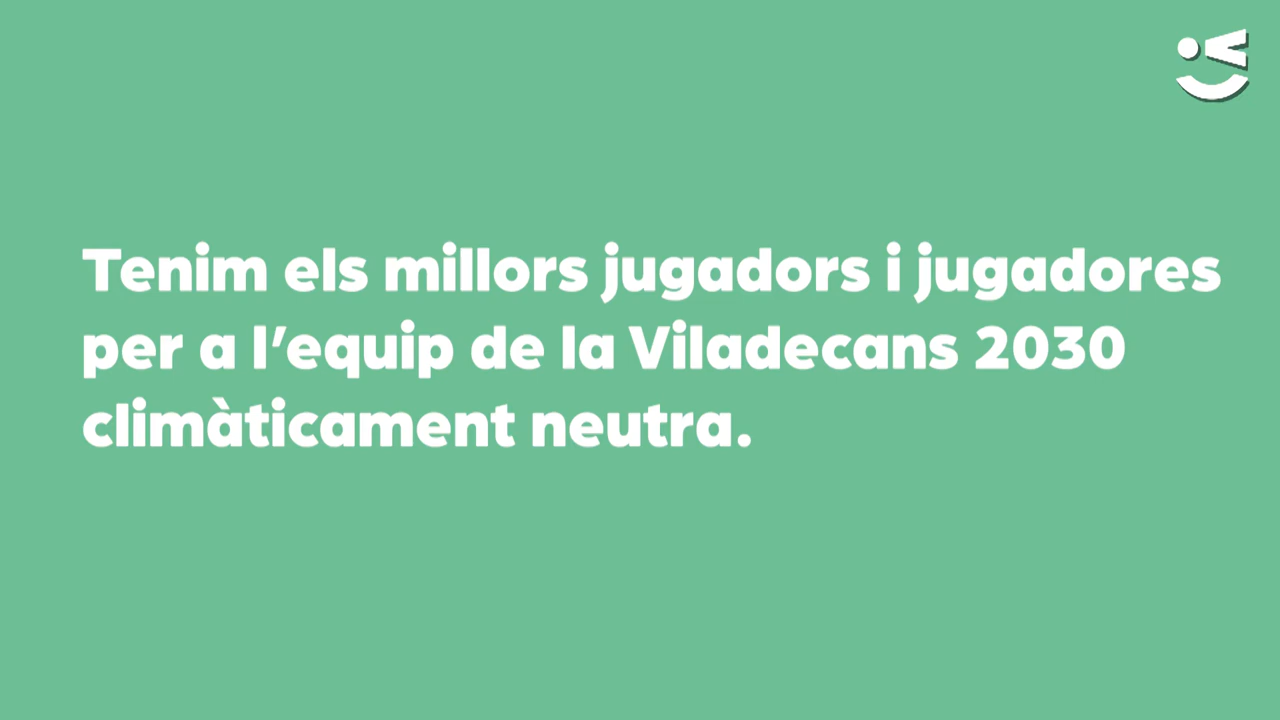 Tenim els millors jugadors i jugadores
per a l’equip de la Viladecans 2030
climàticament neutra.